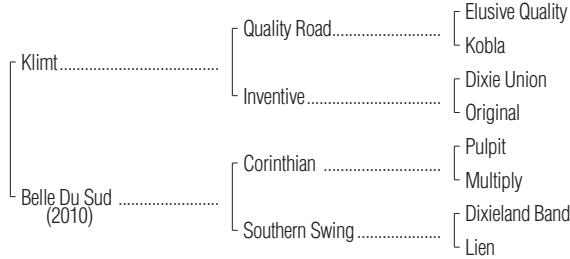 Elusive Quality
Quality Road
Kobla
Klimt
Dixie Union
Inventive
Original
Pulpit
Corinthian
Multiply
Belle Du Sud
(2010)
Dixieland Band
Southern Swing
Lien